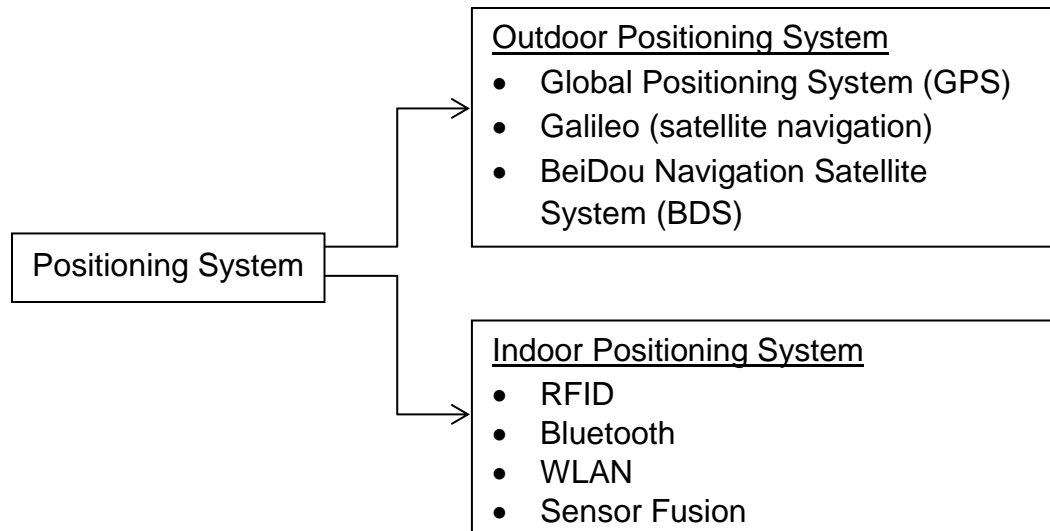 Positioning System
Outdoor Positioning System
• Global Positioning System (GPS)
• Galileo (satellite navigation)
• BeiDou Navigation Satellite
System (BDS)
Indoor Positioning System
• RFID
• Bluetooth
• WLAN
• Sensor Fusion